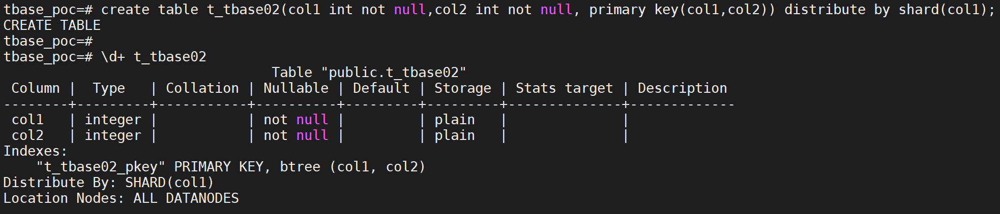 tbase_poc=# create table t_tbase02(col1 int not null,col2 int not null, primary key(col1,col2)) distribute by shard(col1);
CREATE TABLE
tbase_poc=#
tbase_poc=# \d+ t_tbase02
                                 Table "public.t_tbase02"
 Column |  Type   | Collation | Nullable | Default | Storage | Stats target | Description
--------+---------+-----------+----------+---------+---------+--------------+-------------
 col1   | integer |           | not null |         | plain   |              |
 col2   | integer |           | not null |         | plain   |              |
Indexes:
    "t_tbase02_pkey" PRIMARY KEY, btree (col1, col2)
Distribute By: SHARD(col1)
Location Nodes: ALL DATANODES